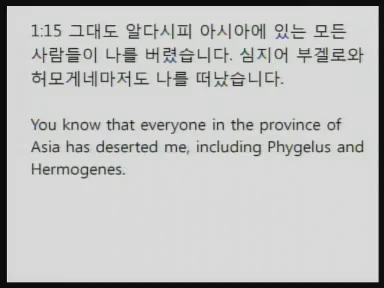 1:15 그대도 알다시피 아시아에 있는 모든
사람들이 나를 버렸습니다. 심지어 부겔로와
허모게네마저도 나를 떠났습니다.
You know that everyone in the province of
Asia has deserted me, including Phygelus and
Hermogenes.